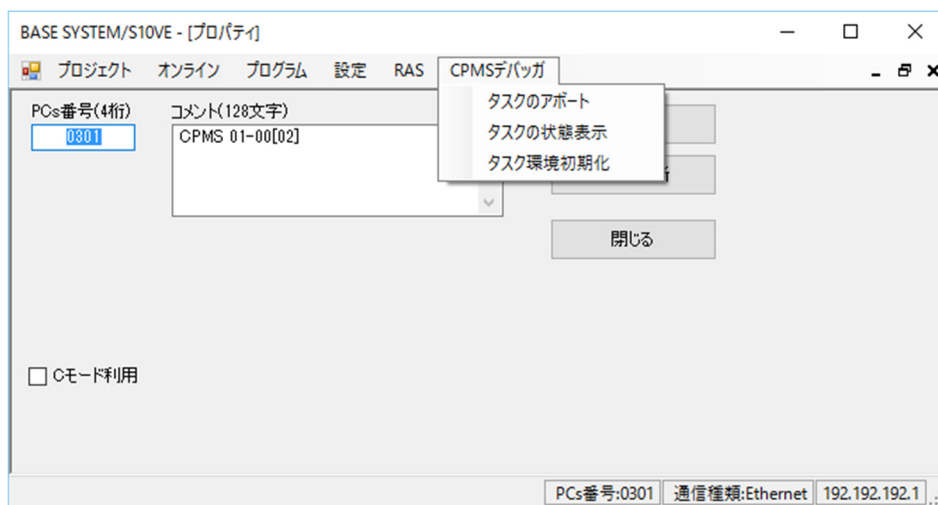 BASE SYSTEM/S10VE - [プロパティ]
プロジェクト オンライン プログラム 設定 RAS CPMSデバッガ
タスクのアボート
タスクの状態表示
タスク環境初期化
PCs番号(4桁) コメント(128文字)
0301
CPMS 01-00[02]
閉じる
Cモード利用
PCs番号:0301 通信種類:Ethernet 192.192.192.1